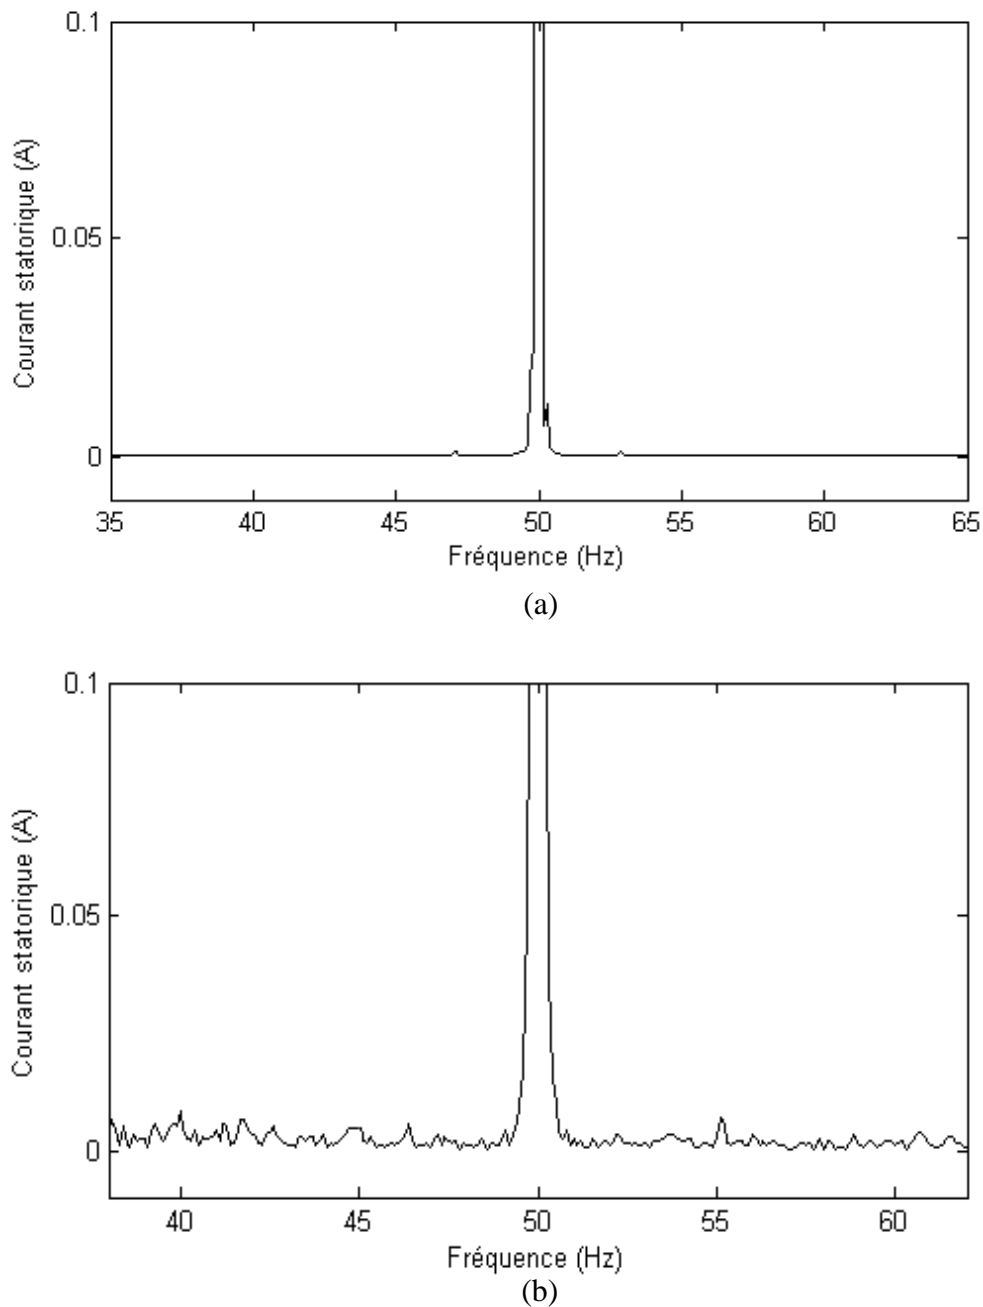 0.1
0.05
0
Courant statorique (A)
35 40 45 50 55 60 65
Fréquence (Hz)
(a)
0.1
0.05
0
Courant statorique (A)
40 45 50 55 60
Fréquence (Hz)
(b)